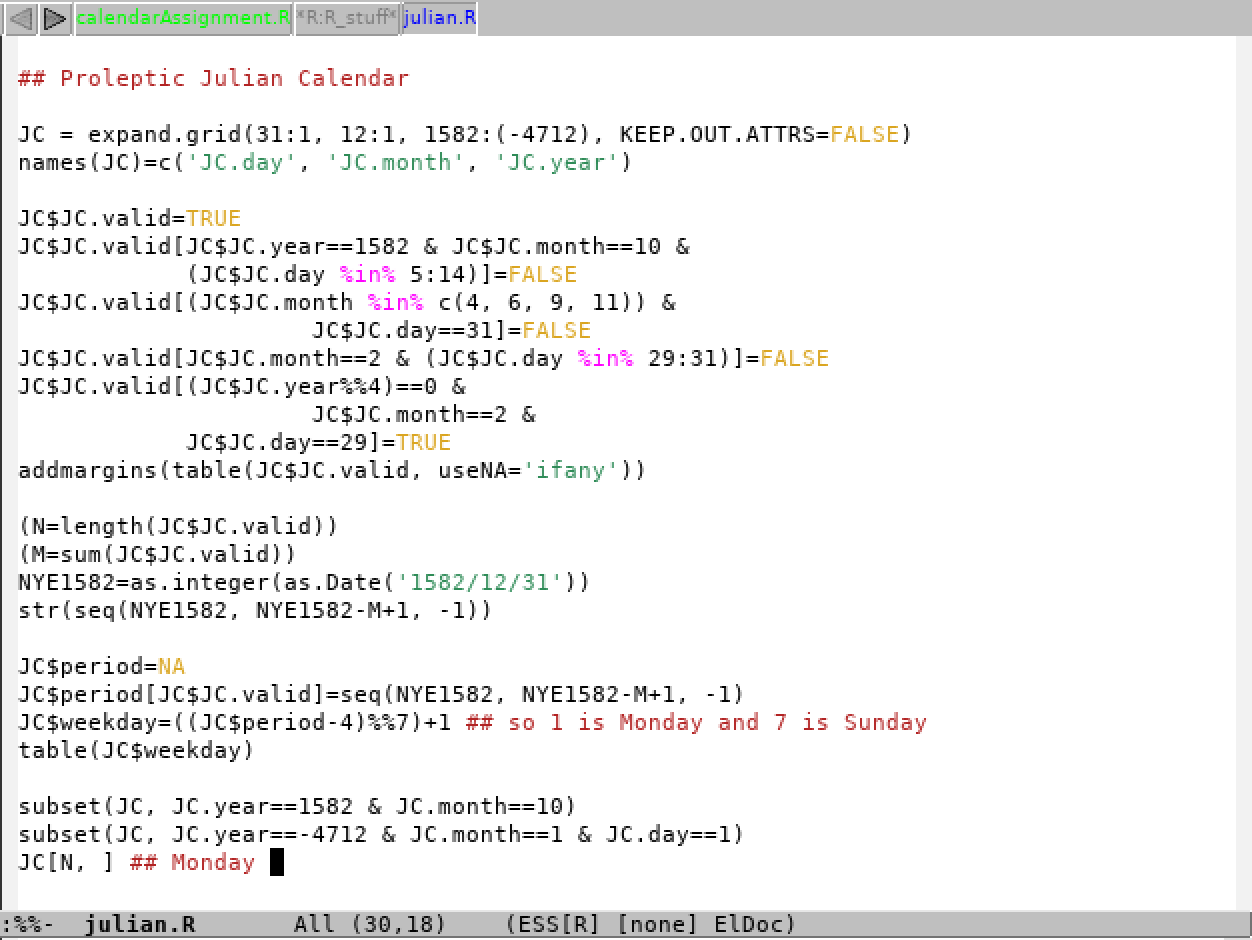 calendarAssignment.R *R:R_stuff* julian.R
## Proleptic Julian Calendar
JC = expand.grid(31:1, 12:1, 1582:(-4712), KEEP.OUT.ATTRS=FALSE)
names(JC)=c('JC.day', 'JC.month', 'JC.year')
JC$JC.valid=TRUE
JC$JC.valid[JC$JC.year==1582 & JC$JC.month==10 &
(JC$JC.day %in% 5:14)]=FALSE
JC$JC.valid[(JC$JC.month %in% c(4, 6, 9, 11)) &
JC$JC.day==31]=FALSE
JC$JC.valid[JC$JC.month==2 & (JC$JC.day %in% 29:31)]=FALSE
JC$JC.valid[(JC$JC.year%%4)==0 &
JC$JC.month==2 &
JC$JC.day==29]=TRUE
addmargins(table(JC$JC.valid, useNA='ifany'))
(N=length(JC$JC.valid))
(M=sum(JC$JC.valid))
NYE1582=as.integer(as.Date('1582/12/31'))
str(seq(NYE1582, NYE1582-M+1, -1))
JC$period=NA
JC$period[JC$JC.valid]=seq(NYE1582, NYE1582-M+1, -1)
JC$weekday=((JC$period-4)%%7)+1 ## so 1 is Monday and 7 is Sunday
table(JC$weekday)
subset(JC, JC.year==1582 & JC.month==10)
subset(JC, JC.year==-4712 & JC.month==1 & JC.day==1)
JC[N, ] ## Monday
:%%- julian.R All (30,18) (ESS[R] [none] ElDoc)